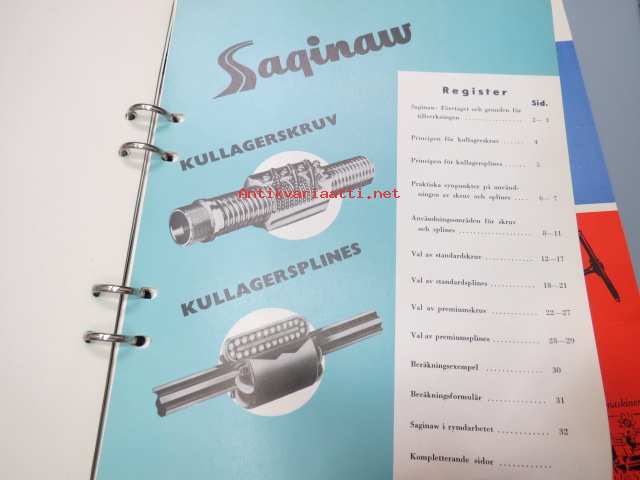 Saginaw
KULLAGERSKRUV
KULLAGERSPLINES
Antikvariaatti.net
Register
Sid.
Saginaw: Företaget och grunden för
tillverkningen 2— 3
Principen för kullagerskruv 4
Principen för kullagersplines 5
Praktiska synpunkter på använd-
ningen av skruv och splines 6— 7
Användningsområden för skruv
och splines 8—11
Val av standardskruv 12—17
Val av standardsplines 18—21
Val av premiumskruv 22—27
Val av premiumsplines 28—29
Beräkningsexempel 30
Beräkningsformulär 31
Saginaw i rymdarbetet 32
Kompletterande sidor
maskiner